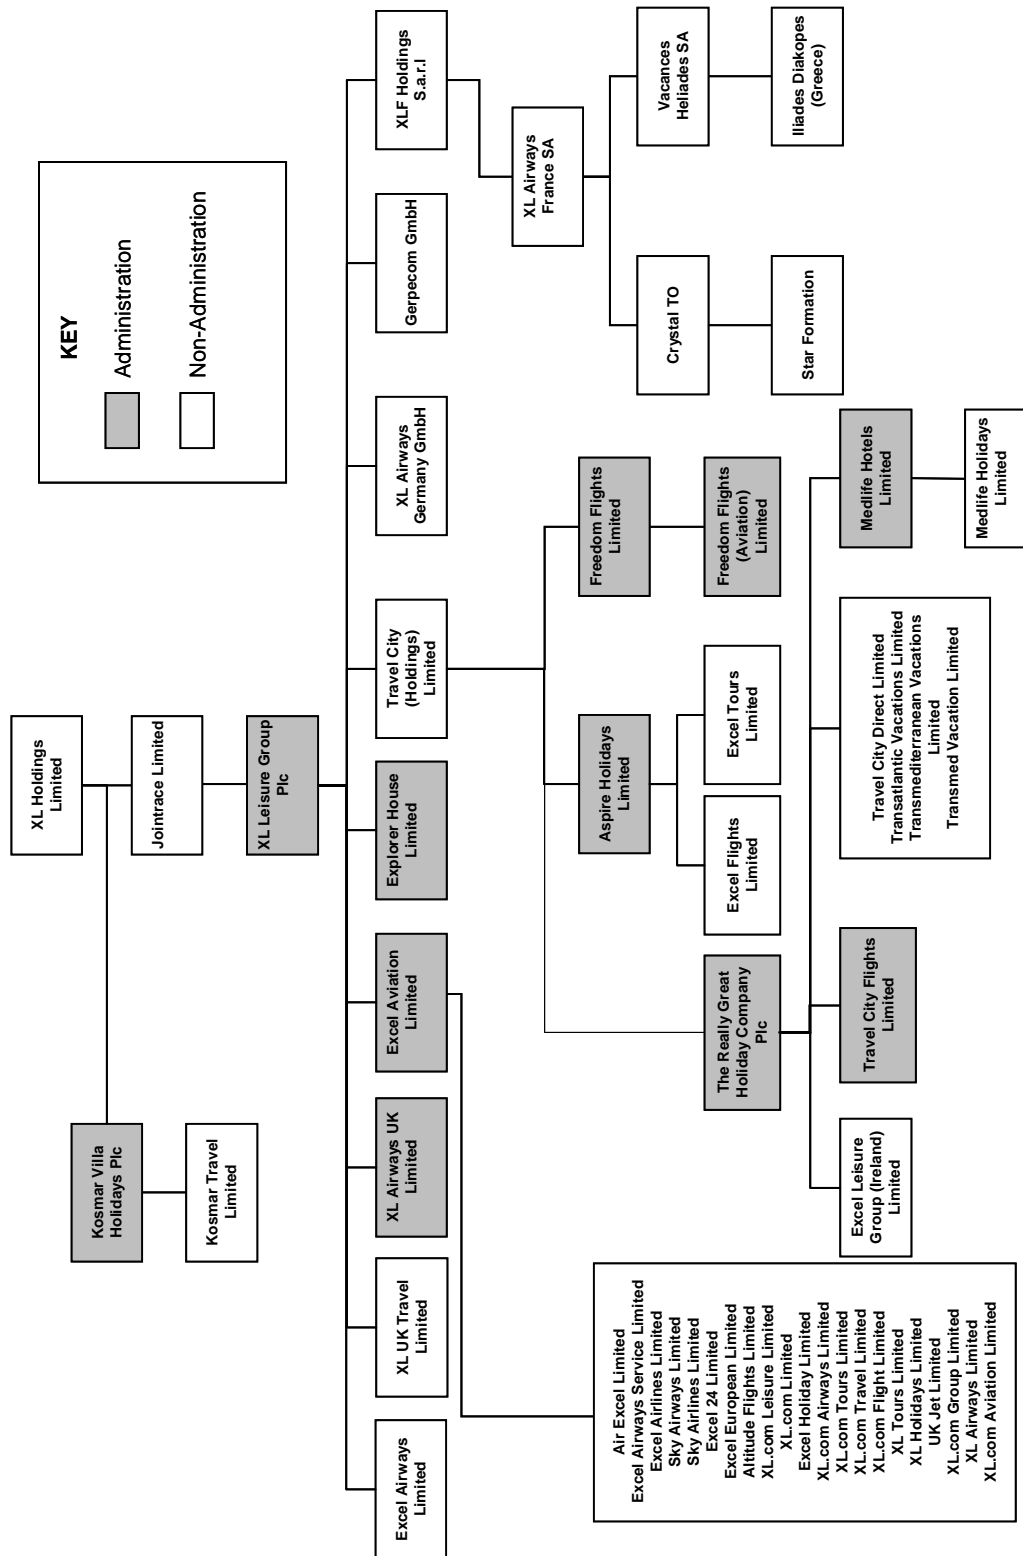 KEY
Administration
Non-Administration
XL Holdings
Limited
Kosmar Villa
Holidays Plc
Jointrace Limited
Kosmar Travel
Limited
XL Leisure Group
Plc
Excel Airways
Limited
XL UK Travel
Limited
XL Airways UK
Limited
Excel Aviation
Limited
Explorer House
Limited
Travel City
(Holdings)
Limited
XL Airways
Germany GmbH
Gerpecom GmbH
XLF Holdings
S.a.r.l
XL Airways
France SA
Aspire Holidays
Limited
Freedom Flights
Limited
Crystal TO
Vacances
Heliades SA
The Really Great
Holiday Company
Plc
Excel Flights
Limited
Excel Tours
Limited
Freedom Flights
(Aviation)
Limited
Star Formation
Iliades Diakopes
(Greece)
Air Excel Limited
Excel Airways Service Limited
Excel Airlines Limited
Sky Airways Limited
Sky Airlines Limited
Excel 24 Limited
Excel European Limited
Altitude Flights Limited
XL.com Leisure Limited
XL.com Limited
Excel Holiday Limited
XL.com Airways Limited
XL.com Tours Limited
XL.com Travel Limited
XL.com Flight Limited
XL Tours Limited
XL Holidays Limited
UK Jet Limited
XL.com Group Limited
XL Airways Limited
XL.com Aviation Limited
Excel Leisure
Group (Ireland)
Limited
Travel City Flights
Limited
Travel City Direct Limited
Transatlantic Vacations Limited
Transmediterranean Vacations
Limited
Transmed Vacation Limited
Medlife Hotels
Limited
Medlife Holidays
Limited